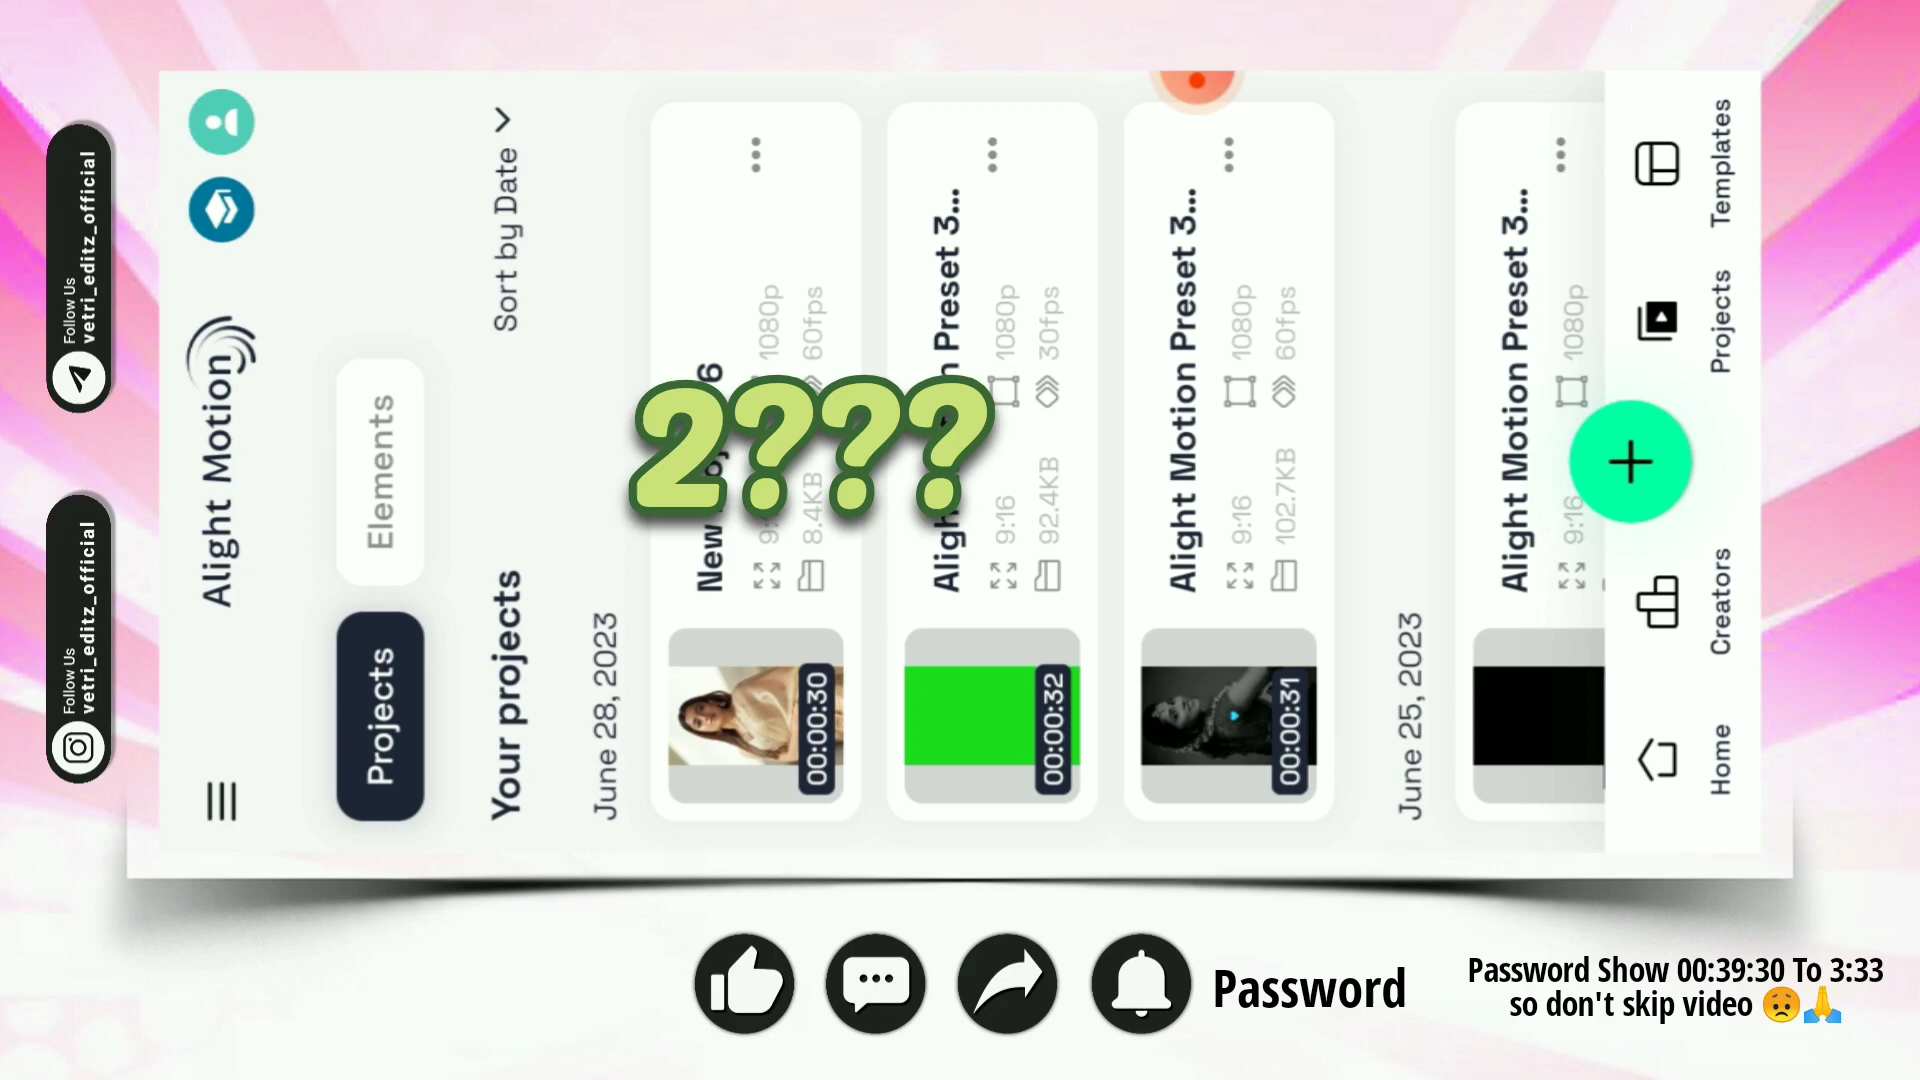 Follow Us
vetri_editz_official
Follow Us
vetri_editz_official
Alight Motion
Projects
Elements
Your projects
Sort by Date
June 28, 2023
New 6
1080p
8.4KB
60fps
00:00:30
2???
Preset 3...
9:16
1080p
92.4KB
30fps
00:00:32
Alight Motion Preset 3...
9:16
1080p
102.7KB
60fps
00:00:31
June 25, 2023
Alight Motion Preset 3...
9:16
1080p
Home
Creators
Projects
Templates
Password
Password Show 00:39:30 To 3:33
so don't skip video 😥🙏